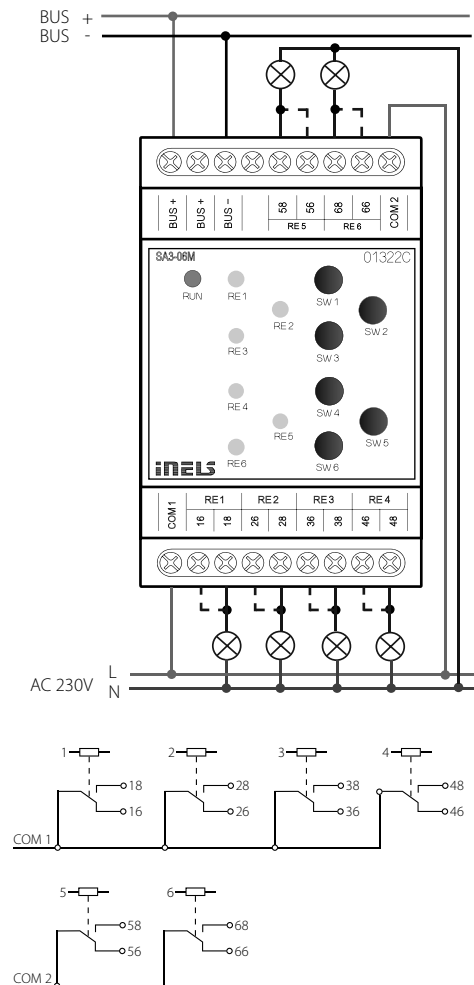 BUS +
BUS -
BUS + BUS + BUS - 58 56 68 66 COM 2
RE 5 RE 6
SA3-06M 01322C
RUN RE 1 SW 1
RE 2 SW 2
RE 3 SW 3
RE 4 SW 4
RE5 SW 5
RE6 SW 6
iNELS
COM 1 RE 1 RE 2 RE 3 RE 4
16 18 26 28 36 38 46 48
AC 230V L
N
1 2 3 4
18 28 38 48
16 26 36 46
COM 1
5 6
58 68
56 66
COM 2